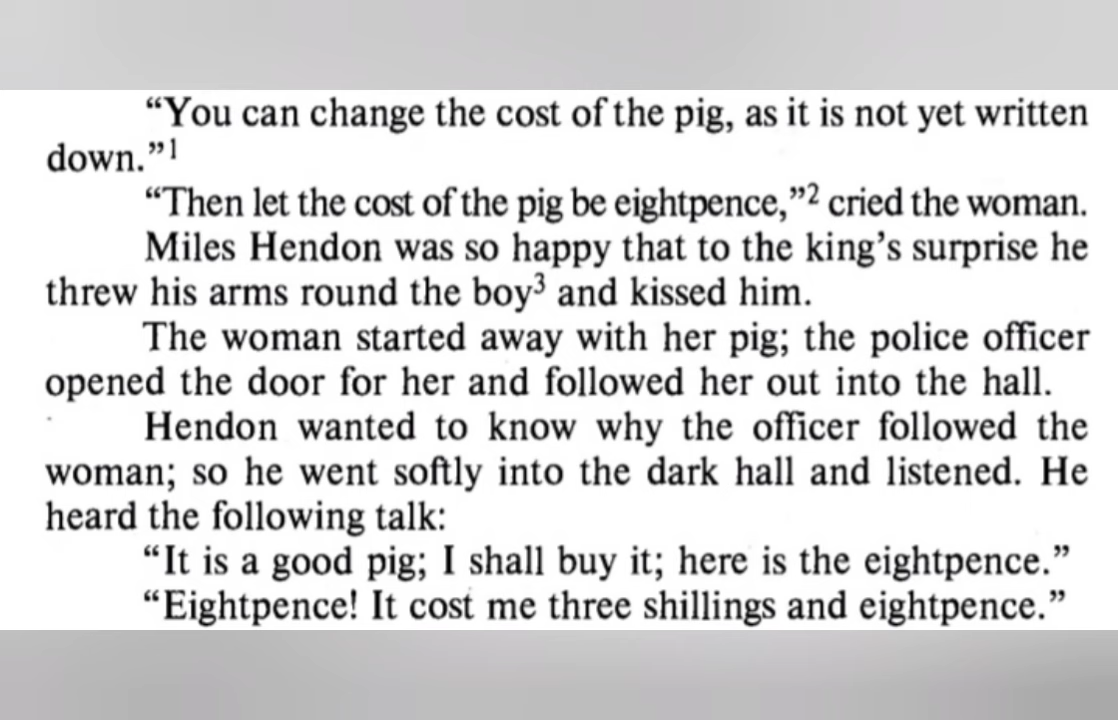 “You can change the cost of the pig, as it is not yet written
down.”1
“Then let the cost of the pig be eightpence,”2 cried the woman.
Miles Hendon was so happy that to the king’s surprise he
threw his arms round the boy3 and kissed him.
The woman started away with her pig; the police officer
opened the door for her and followed her out into the hall.
Hendon wanted to know why the officer followed the
woman; so he went softly into the dark hall and listened. He
heard the following talk:
“It is a good pig; I shall buy it; here is the eightpence.”
“Eightpence! It cost me three shillings and eightpence.”